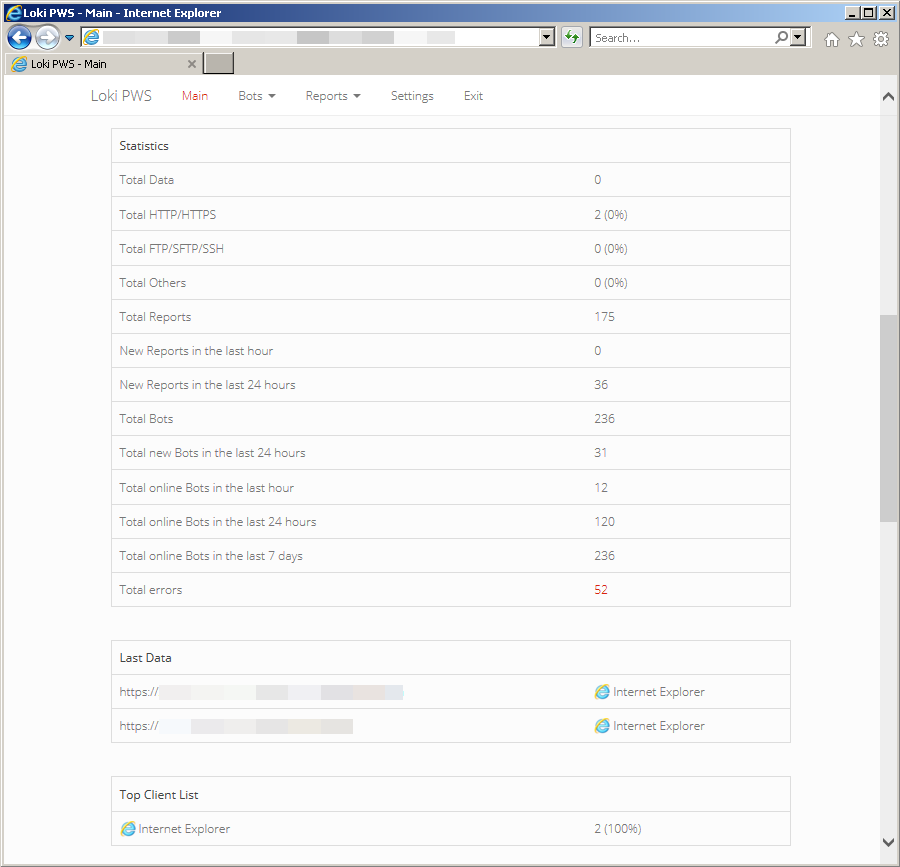 Loki PWS - Main - Internet Explorer
Search...
Loki PWS - Main
Loki PWS Main Bots Reports Settings Exit
Statistics
Total Data 0
Total HTTP/HTTPS 2 (0%)
Total FTP/SFTP/SSH 0 (0%)
Total Others 0 (0%)
Total Reports 175
New Reports in the last hour 0
New Reports in the last 24 hours 36
Total Bots 236
Total new Bots in the last 24 hours 31
Total online Bots in the last hour 12
Total online Bots in the last 24 hours 120
Total online Bots in the last 7 days 236
Total errors 52
Last Data
https:// Internet Explorer
https:// Internet Explorer
Top Client List
Internet Explorer 2 (100%)